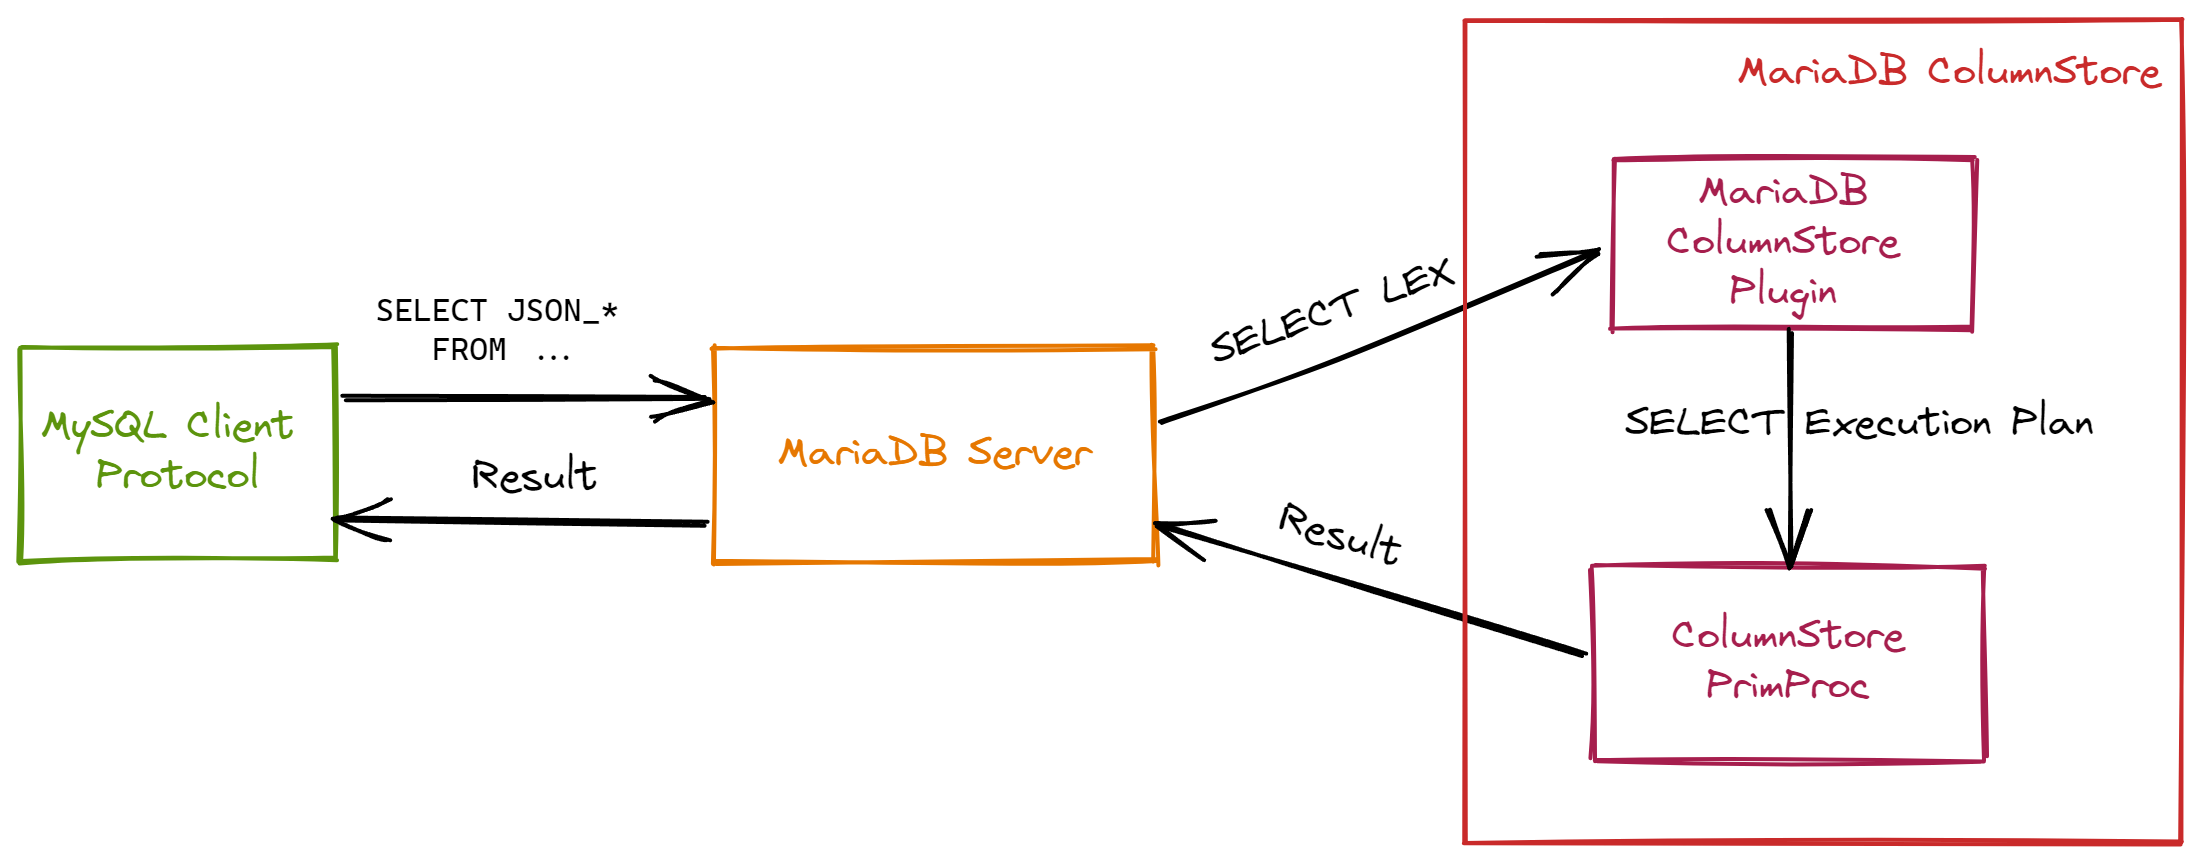 MariaDB ColumnStore
MariaDB
ColumnStore
Plugin
SELECT LEX
SELECT JSON_*
FROM ...
MySQL Client
Protocol
MariaDB Server
SELECT Execution Plan
Result
Result
ColumnStore
PrimProc